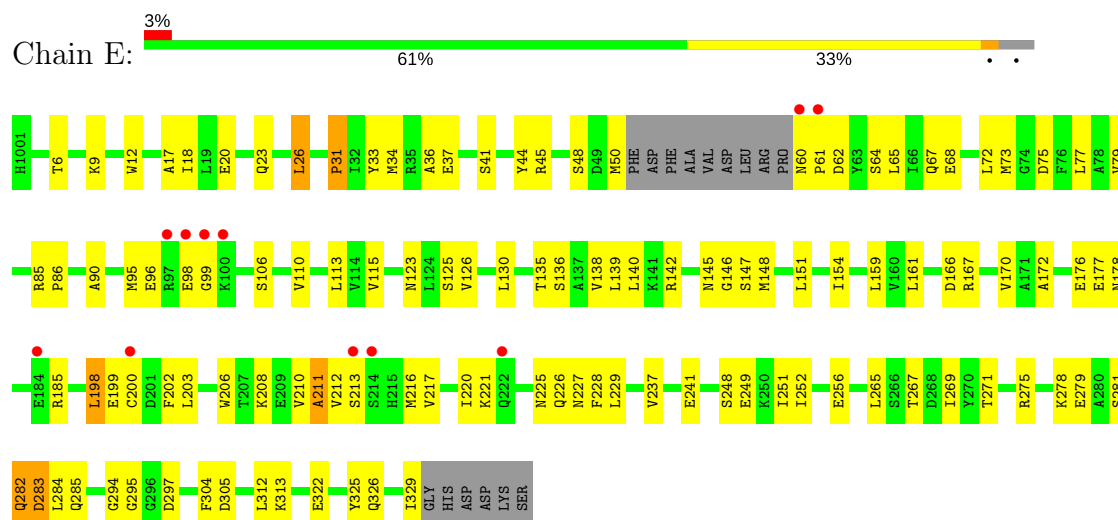 3%
Chain E:
61% 33% • •
H1001 T6 K9 W12 A17 I18 L19 E20 Q23 L26 P31 I32 Y33 M34 R35 A36 E37 S41 Y44 R45 S48 D49 M50 PHE ASP PHE ALA VAL ASP LEU ARG PRO N60 P61 D62 Y63 S64 L65 I66 Q67 E68 L72 M73 G74 D75 F76 L77 A78 V79
R85 P86 A90 M95 E96 R97 E98 G99 K100 S106 V110 L113 V114 V115 N123 L124 S125 V126 L130 T135 S136 A137 V138 L139 L140 K141 R142 N145 G146 S147 M148 L151 I154 L159 V160 L161 D166 R167 V170 A171 A172 E176 E177 N178
E184 R185 L198 E199 C200 D201 F202 L203 W206 T207 K208 E209 V210 A211 V212 S213 S214 H215 M216 V217 I220 K221 Q222 N225 Q226 N227 F228 L229 V237 E241 S248 E249 K250 I251 I252 E256 L265 S266 T267 D268 I269 Y270 T271 R275 K278 E279 A280 S281
Q282 D283 L284 Q285 G294 G295 G296 D297 F304 D305 L312 K313 E322 Y325 Q326 I329 GLY HIS ASP ASP LYS SER